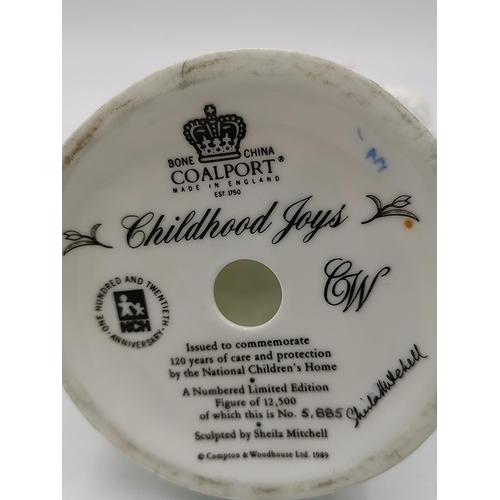 BONE CHINA
COALPORT®
MADE IN ENGLAND
EST. 1750
Childhood Joys
CW
ONE HUNDRED AND TWENTIETH
·ANNIVERSARY·
NCH
Issued to commemorate
120 years of care and protection
by the National Children's Home
•
A Numbered Limited Edition
Figure of 12,500
of which this is No. 5,885
•
Sculpted by Sheila Mitchell
Sheila Mitchell
© Compton & Woodhouse Ltd. 1989